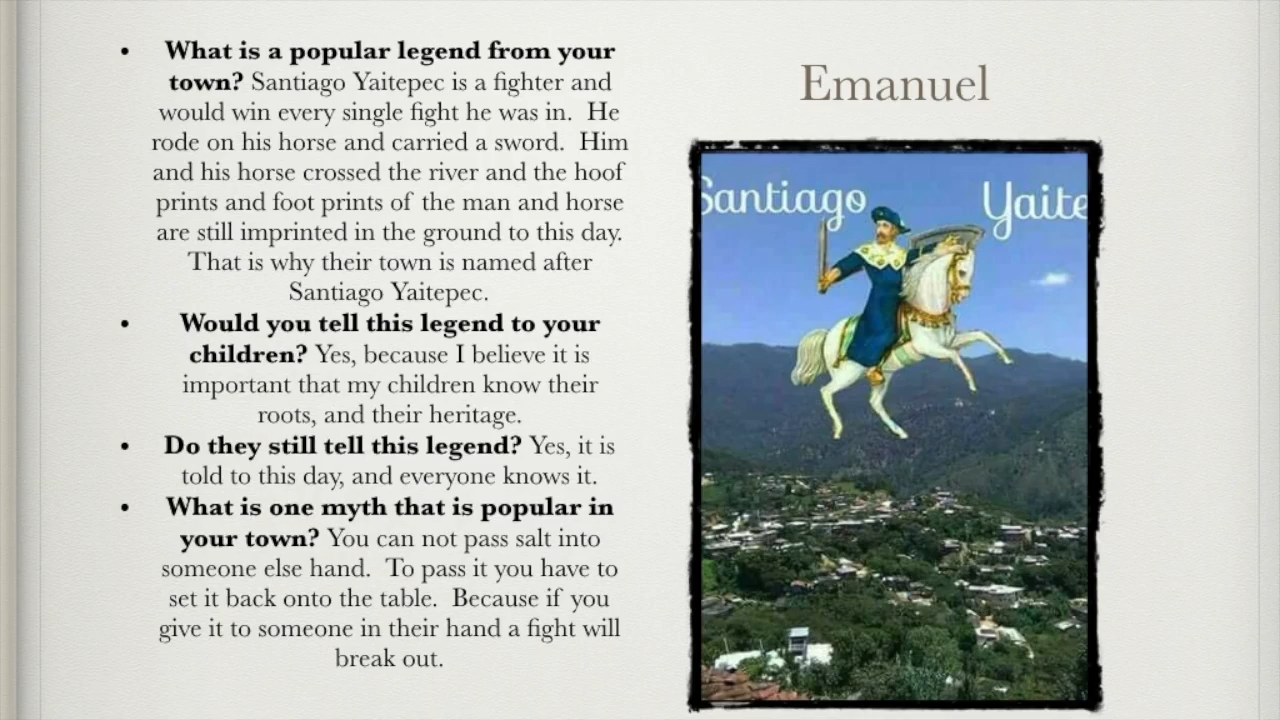 • What is a popular legend from your
town? Santiago Yaitepec is a fighter and
would win every single fight he was in. He
rode on his horse and carried a sword. Him
and his horse crossed the river and the hoof
prints and foot prints of the man and horse
are still imprinted in the ground to this day.
That is why their town is named after
Santiago Yaitepec.
• Would you tell this legend to your
children? Yes, because I believe it is
important that my children know their
roots, and their heritage.
• Do they still tell this legend? Yes, it is
told to this day, and everyone knows it.
• What is one myth that is popular in
your town? You can not pass salt into
someone else hand. To pass it you have to
set it back onto the table. Because if you
give it to someone in their hand a fight will
break out.
Emanuel
Santiago Yaite